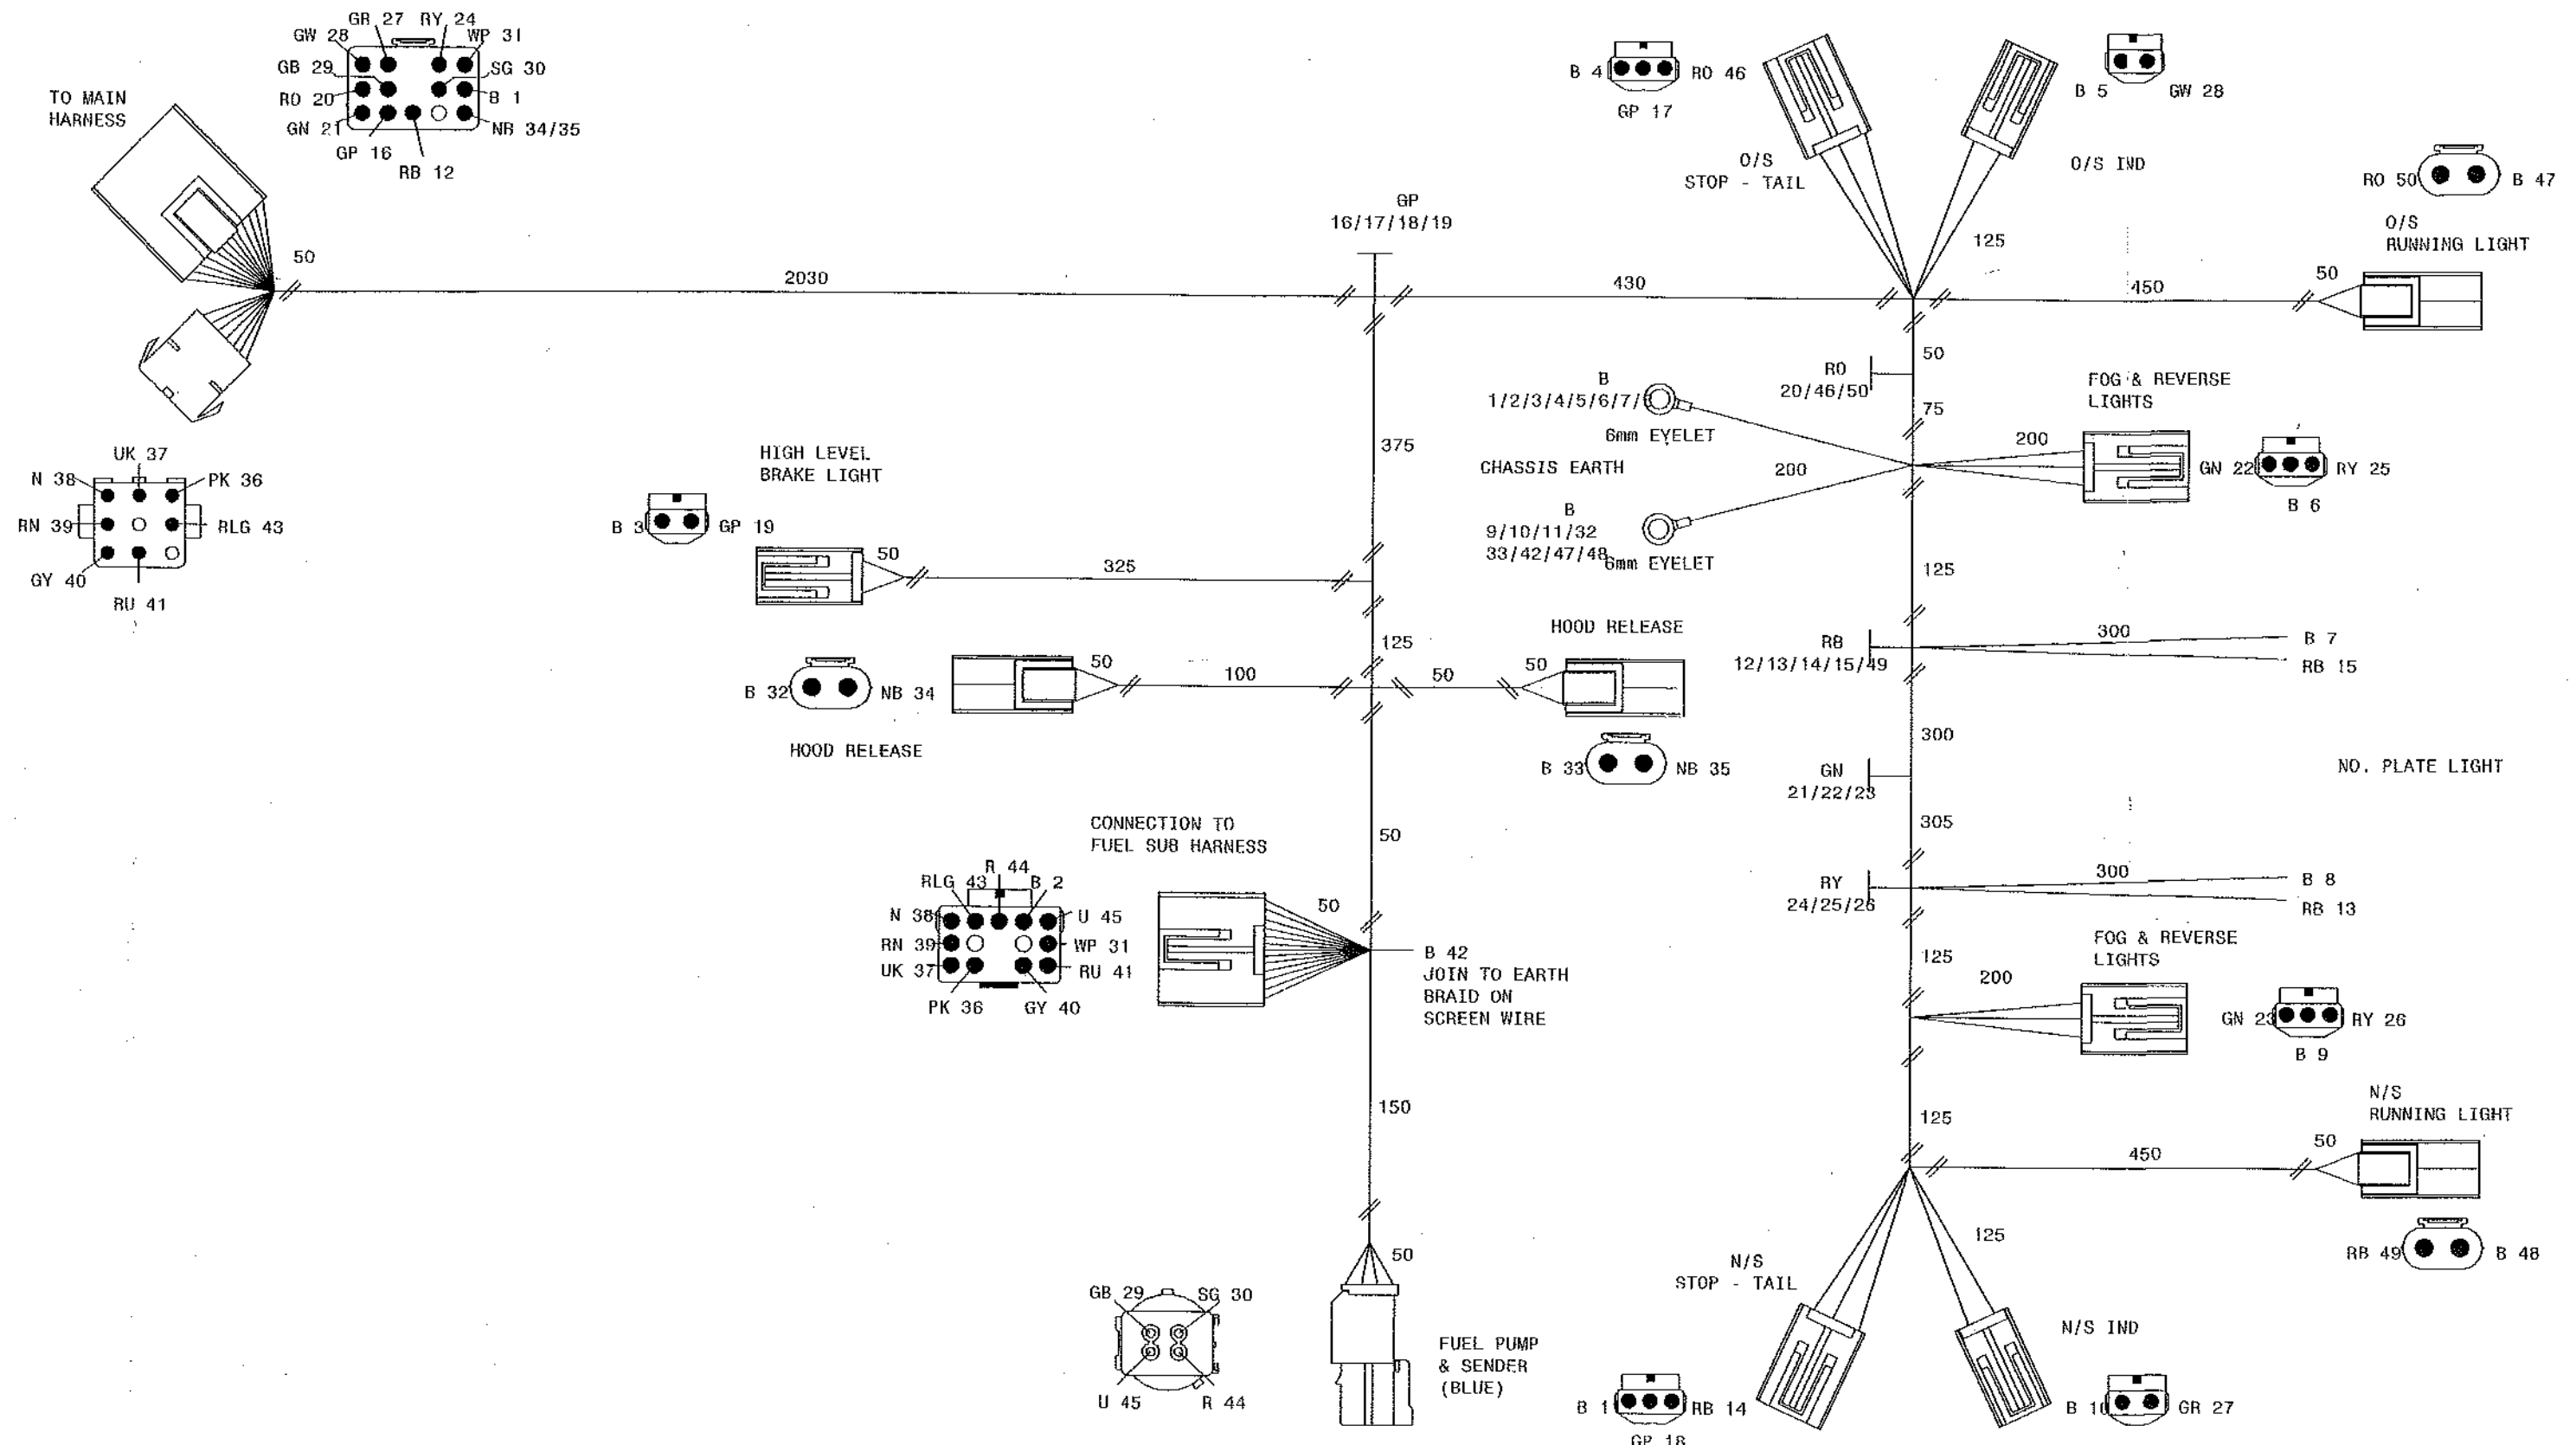 GR 27 RY 24
GW 28 WP 31
GB 29 SG 30
RO 20 B 1
GN 21 NB 34/35
GP 16
RB 12
TO MAIN
HARNESS
50
2030
GP
16/17/18/19
430
B 4 RO 46
GP 17
O/S
STOP - TAIL
B 5 GW 28
O/S IND
125
RO 50 B 47
O/S
RUNNING LIGHT
450
50
50
RO
20/46/50
75
B
1/2/3/4/5/6/7/
6mm EYELET
CHASSIS EARTH
200
B
9/10/11/32
33/42/47/48
6mm EYELET
FOG & REVERSE
LIGHTS
200
GN 22 RY 25
B 6
125
UK 37
N 38 PK 36
RN 39 RLG 43
GY 40
RU 41
HIGH LEVEL
BRAKE LIGHT
B 3 GP 19
50
325
375
125
B 32 NB 34
50
100
HOOD RELEASE
HOOD RELEASE
50
50
B 33 NB 35
RB
12/13/14/15/49
300
B 7
RB 15
300
GN
21/22/23
NO. PLATE LIGHT
305
RY
24/25/26
300
B 8
RB 13
CONNECTION TO
FUEL SUB HARNESS
50
R 44
RLG 43 B 2
N 38 U 45
RN 39 WP 31
UK 37 RU 41
PK 36 GY 40
50
B 42
JOIN TO EARTH
BRAID ON
SCREEN WIRE
125
FOG & REVERSE
LIGHTS
200
GN 23 RY 26
B 9
150
125
N/S
RUNNING LIGHT
450
50
RB 49 B 48
50
GB 29 SG 30
U 45 R 44
FUEL PUMP
& SENDER
(BLUE)
N/S
STOP - TAIL
125
N/S IND
B 1 RB 14
GP 18
B 10 GR 27